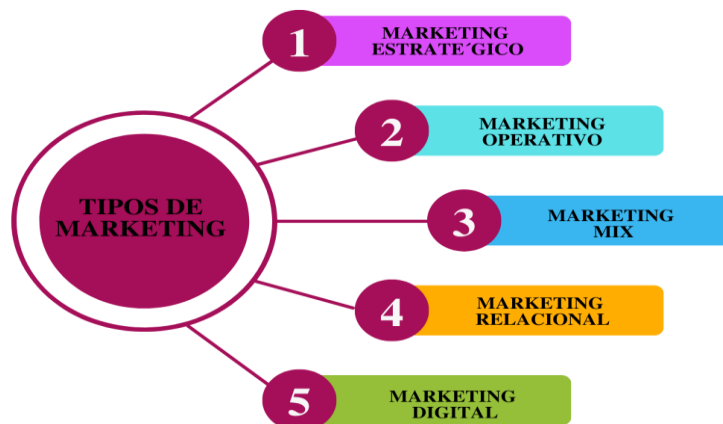 TIPOS DE
MARKETING
1
MARKETING
ESTRATE´GICO
2
MARKETING
OPERATIVO
3
MARKETING
MIX
4
MARKETING
RELACIONAL
5
MARKETING
DIGITAL